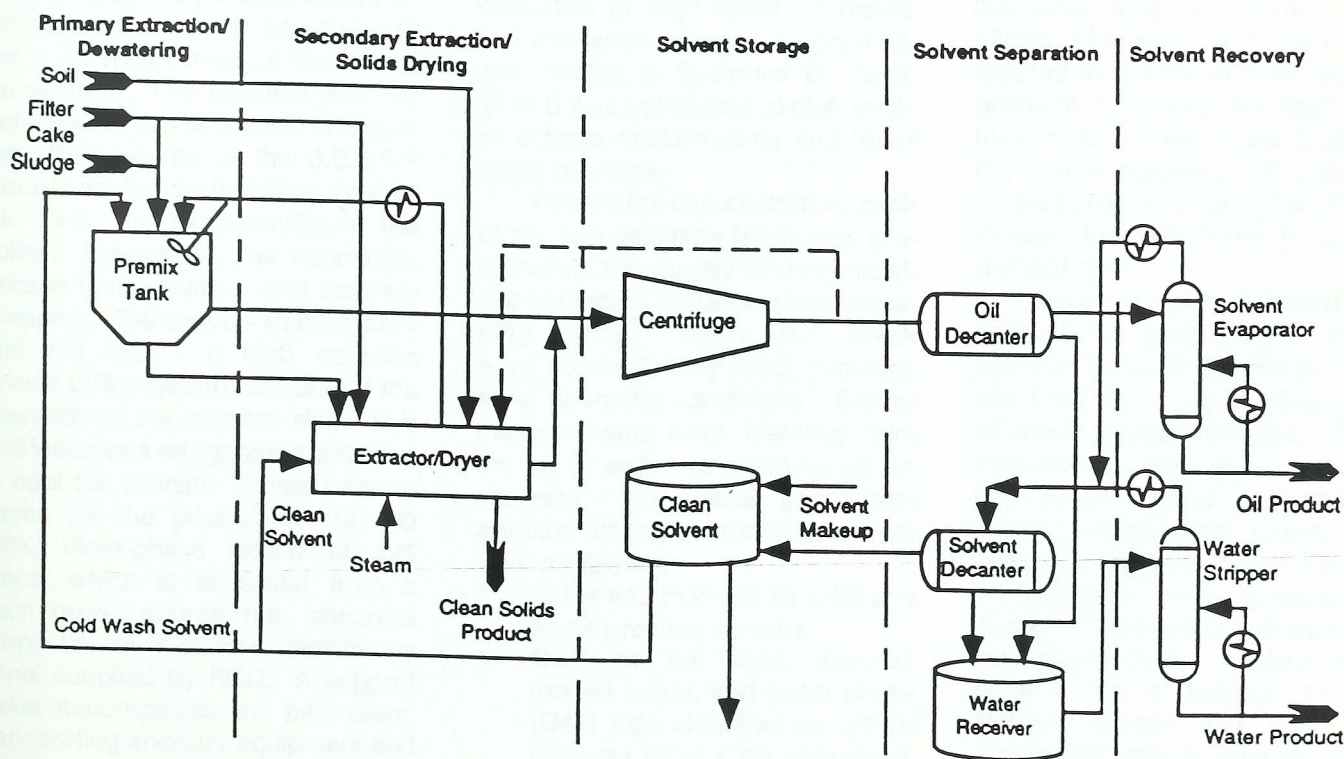 Primary Extraction/
Dewatering
Secondary Extraction/
Solids Drying
Solvent Storage
Solvent Separation
Solvent Recovery
Soil
Filter
Cake
Sludge
Premix
Tank
Centrifuge
Oil
Decanter
Solvent
Evaporator
Extractor/Dryer
Clean
Solvent
Steam
Clean Solids
Product
Clean
Solvent
Solvent
Makeup
Solvent
Decanter
Oil Product
Water
Stripper
Cold Wash Solvent
Water
Receiver
Water Product